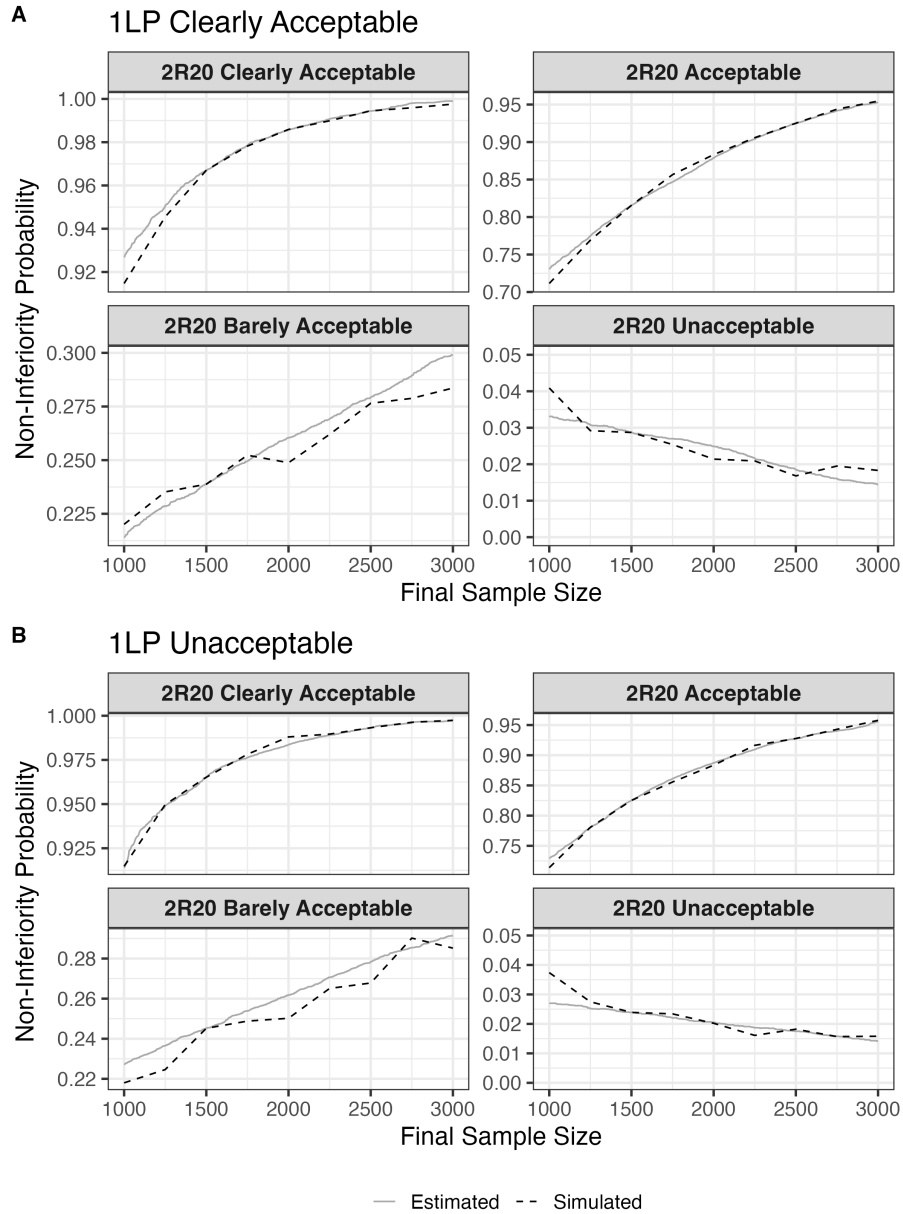 A
1LP Clearly Acceptable
Non-Inferiority Probability
2R20 Clearly Acceptable
1.00
0.98
0.96
0.94
0.92
2R20 Acceptable
0.95
0.90
0.85
0.80
0.75
0.70
2R20 Barely Acceptable
0.300
0.275
0.250
0.225
1000 1500 2000 2500 3000
2R20 Unacceptable
0.05
0.04
0.03
0.02
0.01
0.00
1000 1500 2000 2500 3000
Final Sample Size
B
1LP Unacceptable
Non-Inferiority Probability
2R20 Clearly Acceptable
1.000
0.975
0.950
0.925
2R20 Acceptable
0.95
0.90
0.85
0.80
0.75
2R20 Barely Acceptable
0.28
0.26
0.24
0.22
1000 1500 2000 2500 3000
2R20 Unacceptable
0.05
0.04
0.03
0.02
0.01
0.00
1000 1500 2000 2500 3000
Final Sample Size
Estimated Simulated